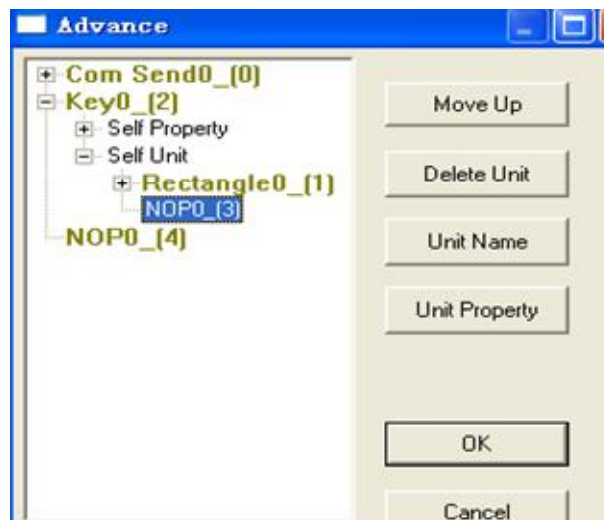 Advance
Com Send0_(0)
Key0_(2)
Self Property
Self Unit
Rectangle0_(1)
NOP0_(3)
NOP0_(4)
Move Up
Delete Unit
Unit Name
Unit Property
OK
Cancel